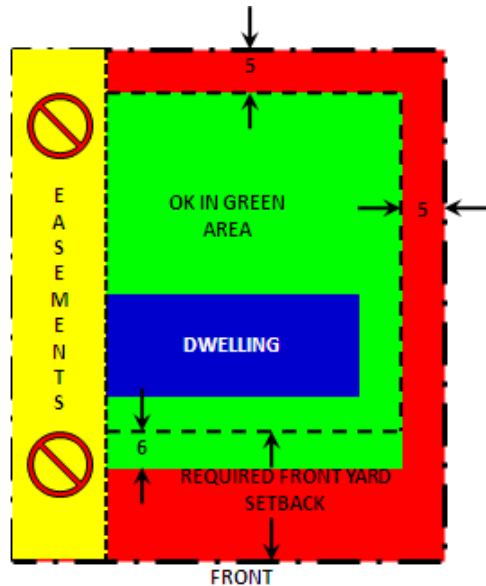 5
E
A
S
E
M
E
N
T
S
OK IN GREEN
AREA
5
DWELLING
6
REQUIRED FRONT YARD
SETBACK
FRONT